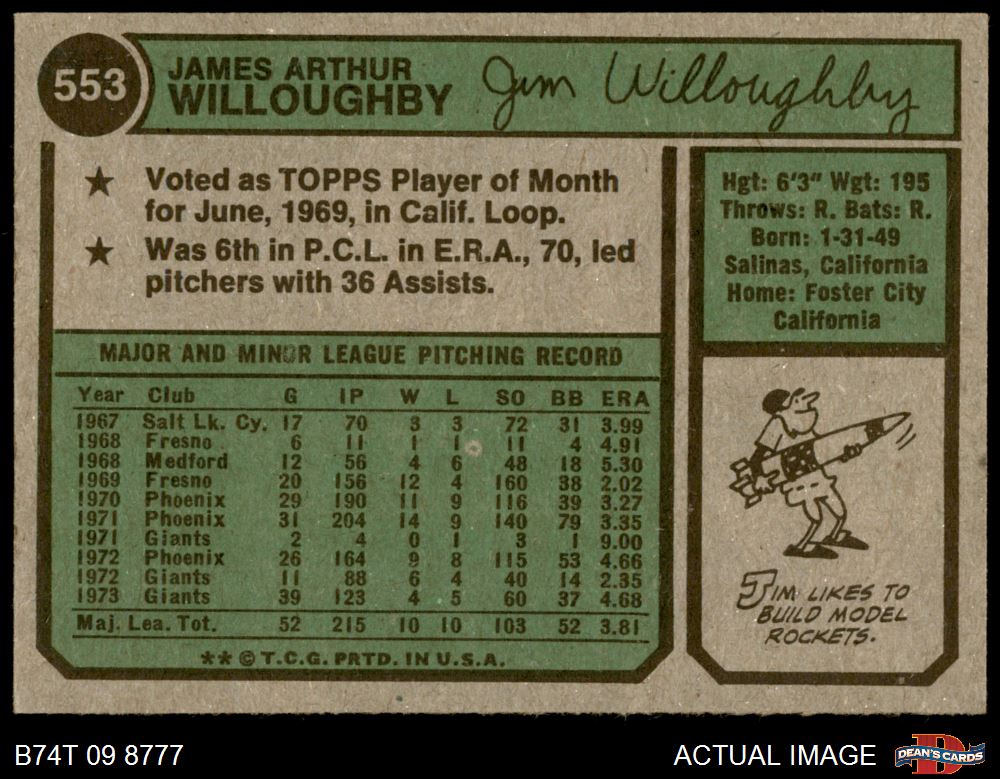 553
JAMES ARTHUR
WILLOUGHBY
Jim Willoughby
★ Voted as TOPPS Player of Month
for June, 1969, in Calif. Loop.
★ Was 6th in P.C.L. in E.R.A., 70, led
pitchers with 36 Assists.
Hgt: 6'3" Wgt: 195
Throws: R. Bats: R.
Born: 1-31-49
Salinas, California
Home: Foster City
California
MAJOR AND MINOR LEAGUE PITCHING RECORD
Year Club G IP W L SO BB ERA
1967 Salt Lk. Cy. 17 70 3 3 72 31 3.99
1968 Fresno 6 11 1 1 11 4 4.91
1968 Medford 12 56 4 6 48 18 5.30
1969 Fresno 20 156 12 4 160 38 2.02
1970 Phoenix 29 190 11 9 116 39 3.27
1971 Phoenix 31 204 14 9 140 79 3.35
1971 Giants 2 4 0 1 3 1 9.00
1972 Phoenix 26 164 9 8 115 53 4.66
1972 Giants 11 88 6 4 40 14 2.35
1973 Giants 39 123 4 5 60 37 4.68
Maj. Lea. Tot. 52 215 10 10 103 52 3.81
** © T.C.G. PRTD. IN U.S.A.
JIM LIKES TO
BUILD MODEL
ROCKETS.
B74T 09 8777
ACTUAL IMAGE
D
DEAN'S CARDS